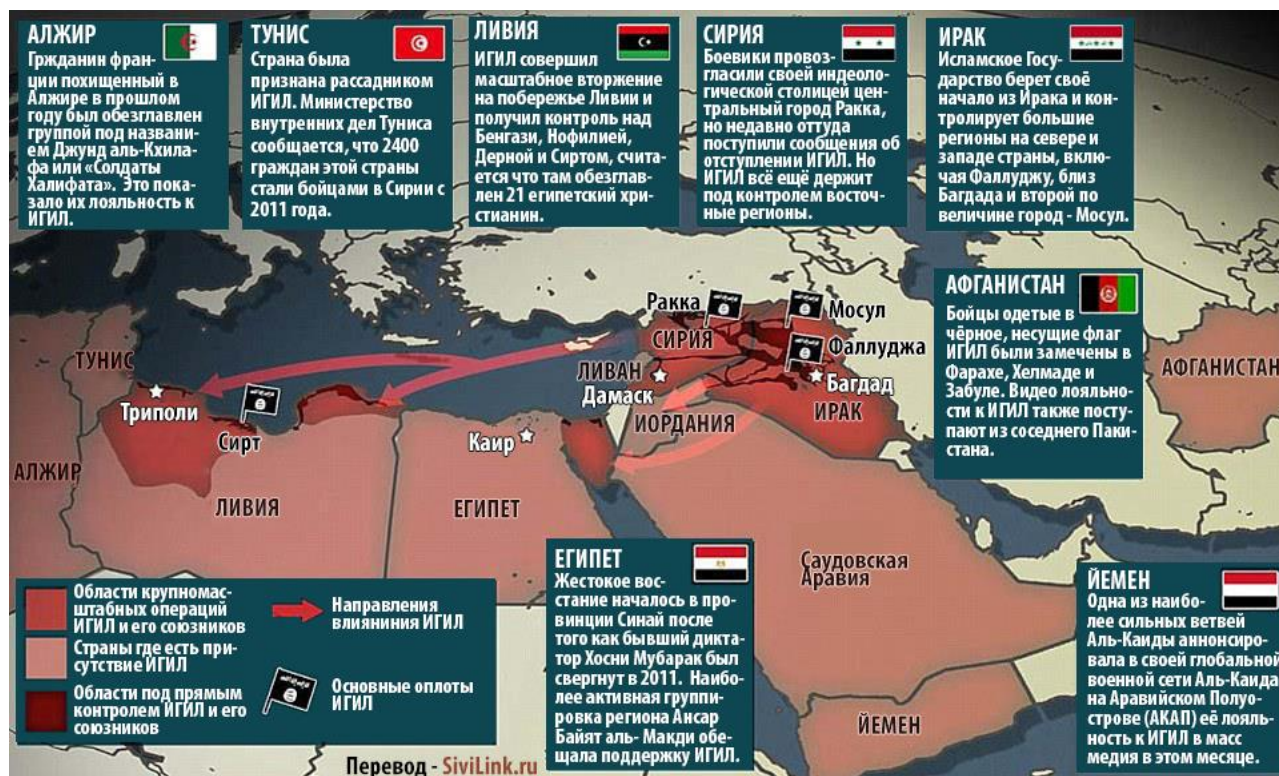 АЛЖИР
Гржданин фран-
ции похищенный в
Алжире в прошлом
году был обезглавлен
группой под названи-
ем Джунд аль-Кхила-
фа или «Солдаты
Халифата». Это пока-
зало их лояльность к
ИГИЛ.
ТУНИС
Страна была
признана рассадником
ИГИЛ. Министерство
внутренних дел Туниса
сообщается, что 2400
граждан этой страны
стали бойцами в Сирии с
2011 года.
ЛИВИЯ
ИГИЛ совершил
масштабное вторжение
на побережье Ливии и
получил контроль над
Бенгази, Нофилией,
Дерной и Сиртом, счита-
ется что там обезглав-
лен 21 египетский хри-
стианин.
СИРИЯ
Боевики провоз-
гласили своей индеоло-
гической столицей цен-
тральный город Ракка,
но недавно оттуда
поступили сообщения об
отступлении ИГИЛ. Но
ИГИЛ всё ещё держит
под контролем восточ-
ные регионы.
ИРАК
Исламское Госу-
дарство берет своё
начало из Ирака и кон-
тролирует большие
регионы на севере и
западе страны, вклю-
чая Фаллуджу, близ
Багдада и второй по
величине город - Мосул.
АФГАНИСТАН
Бойцы одетые в
чёрное, несущие флаг
ИГИЛ были замечены в
Фарахе, Хелмаде и
Забуле. Видео лояльнос-
ти к ИГИЛ также посту-
пают из соседнего Паки-
стана.
Ракка
Мосул
СИРИЯ
Фаллуджа
ТУНИС
ЛИВАН
Дамаск
Багдад
АФГАНИСТАН
Триполи
ИОРДАНИЯ
ИРАК
Сирт
Каир
АЛЖИР
ЛИВИЯ
ЕГИПЕТ
Саудовская
Аравия
ЙЕМЕН
Области крупномас-
штабных операций
ИГИЛ и его союзников
Страны где есть при-
сутствие ИГИЛ
Области под прямым
контролем ИГИЛ и его
союзников
Направления
влияниния ИГИЛ
Основные оплоты
ИГИЛ
ЕГИПЕТ
Жестокое вос-
стание началось в про-
винции Синай после
того как бывший дикта-
тор Хосни Мубарак был
свергнут в 2011. Наибо-
лее активная группи-
ровка региона Ансар
Байят аль- Макди обе-
щала поддержку ИГИЛ.
ЙЕМЕН
Одна из наибо-
лее сильных ветвей
Аль-Каиды аннонсиро-
вала в своей глобальной
военной сети Аль-Каида
на Аравийском Полуо-
строве (АКАП) её лояль-
ность к ИГИЛ в масс
медия в этом месяце.
Перевод - SiviLink.ru